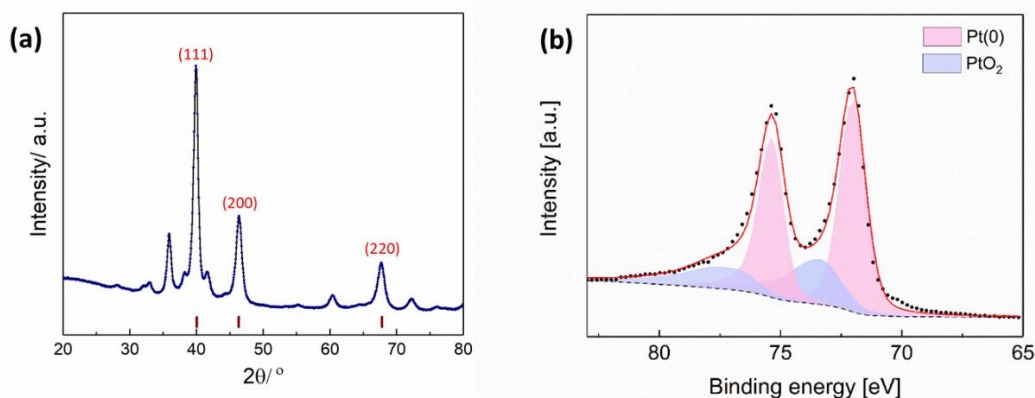 (a)
(111)
(200)
(220)
Intensity/ a.u.
20 30 40 50 60 70 80
2θ/ º
(b)
Pt(0)
PtO₂
Intensity [a.u.]
80 75 70 65
Binding energy [eV]